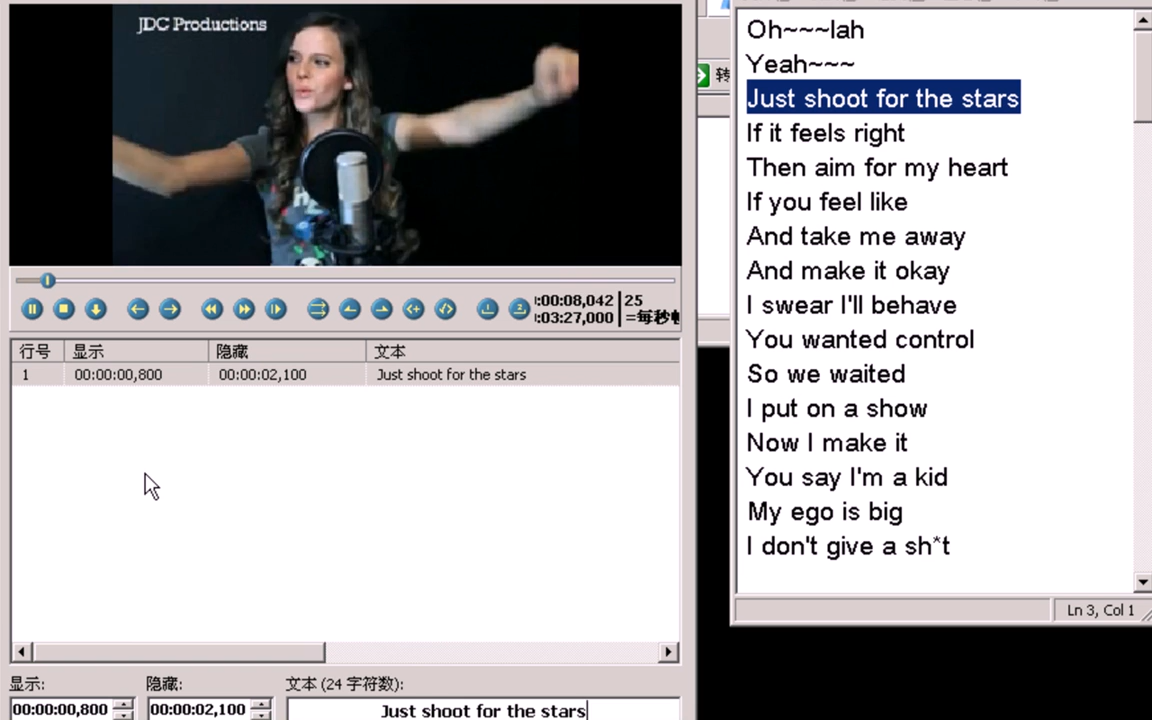 JDC Productions
转
:00:08,042
25
:03:27,000
=每秒
行号 显示 隐藏 文本
1 00:00:00,800 00:00:02,100 Just shoot for the stars
显示: 隐藏: 文本 (24 字符数):
00:00:00,800 00:00:02,100 Just shoot for the stars
Oh~~~lah
Yeah~~~
Just shoot for the stars
If it feels right
Then aim for my heart
If you feel like
And take me away
And make it okay
I swear I'll behave
You wanted control
So we waited
I put on a show
Now I make it
You say I'm a kid
My ego is big
I don't give a sh*t
Ln 3, Col 1